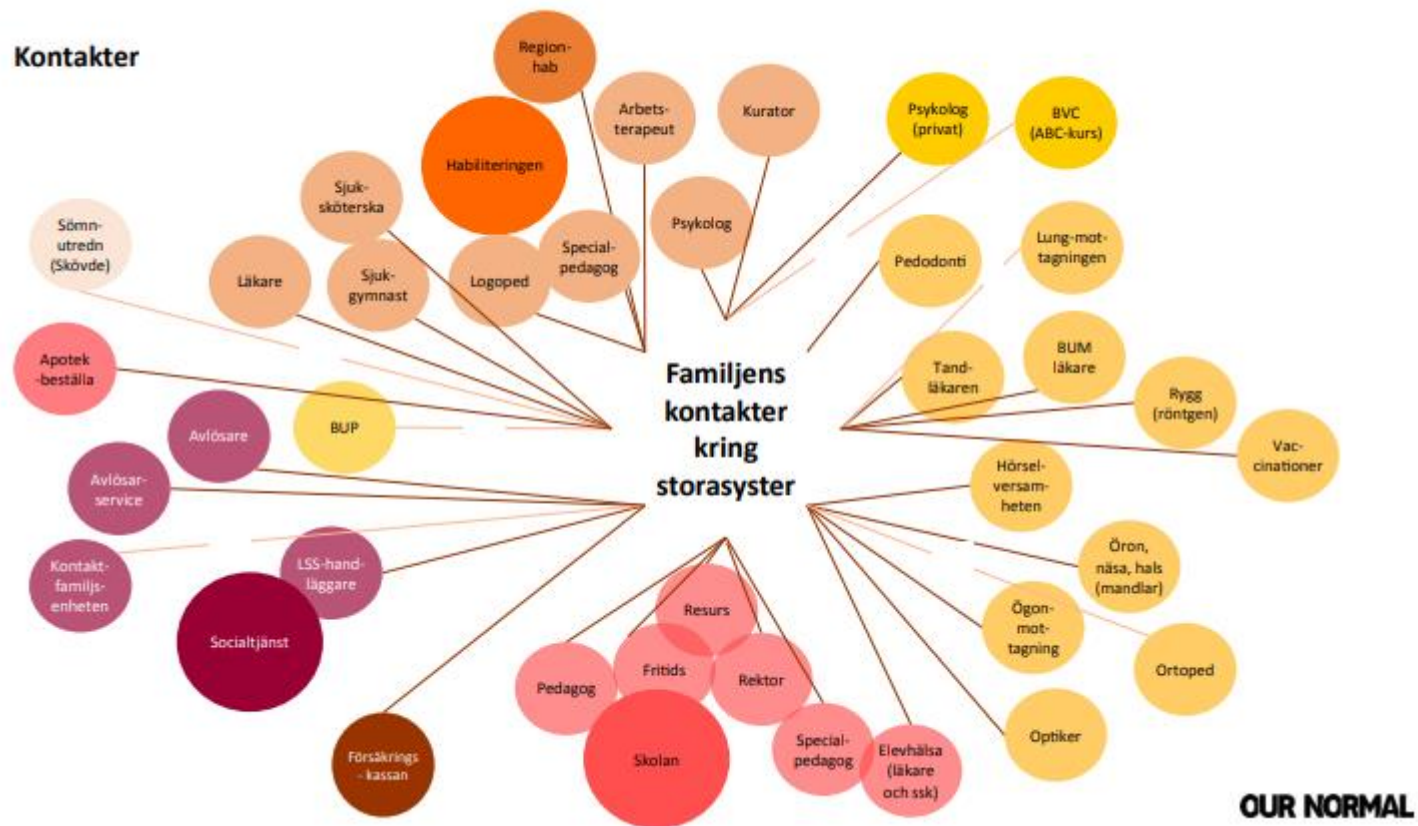 Kontakter
Region-
hab
Arbets-
terapeut
Kurator
Psykolog
(privat)
BVC
(ABC-kurs)
Habiliteringen
Sjuk-
sköterska
Psykolog
Sömn-
utredn
(Skövde)
Läkare
Sjuk-
gymnast
Logoped
Special-
pedagog
Pedodonti
Lung-mot-
tagningen
Apotek
-beställa
Tand-
läkaren
BUM
läkare
Rygg
(röntgen)
Vac-
cinationer
Avlösare
BUP
Familjens
kontakter
kring
storasyster
Avlösar-
service
Hörsel-
versam-
heten
Kontakt-
familjs-
enheten
LSS-hand-
läggare
Öron,
näsa, hals
(mandlar)
Socialtjänst
Resurs
Ögon-
mot-
tagning
Ortoped
Pedagog
Fritids
Rektor
Försäkrings
- kassan
Skolan
Special-
pedagog
Elevhälsa
(läkare
och ssk)
Optiker
OUR NORMAL